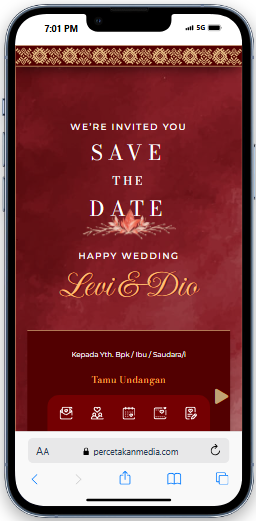 7:01 PM
5G
WE'RE INVITED YOU
SAVE
THE
DATE
HAPPY WEDDING
Levi & Dio
Kepada Yth. Bpk / Ibu / Saudara/i
Tamu Undangan
AA percetakanmedia.com